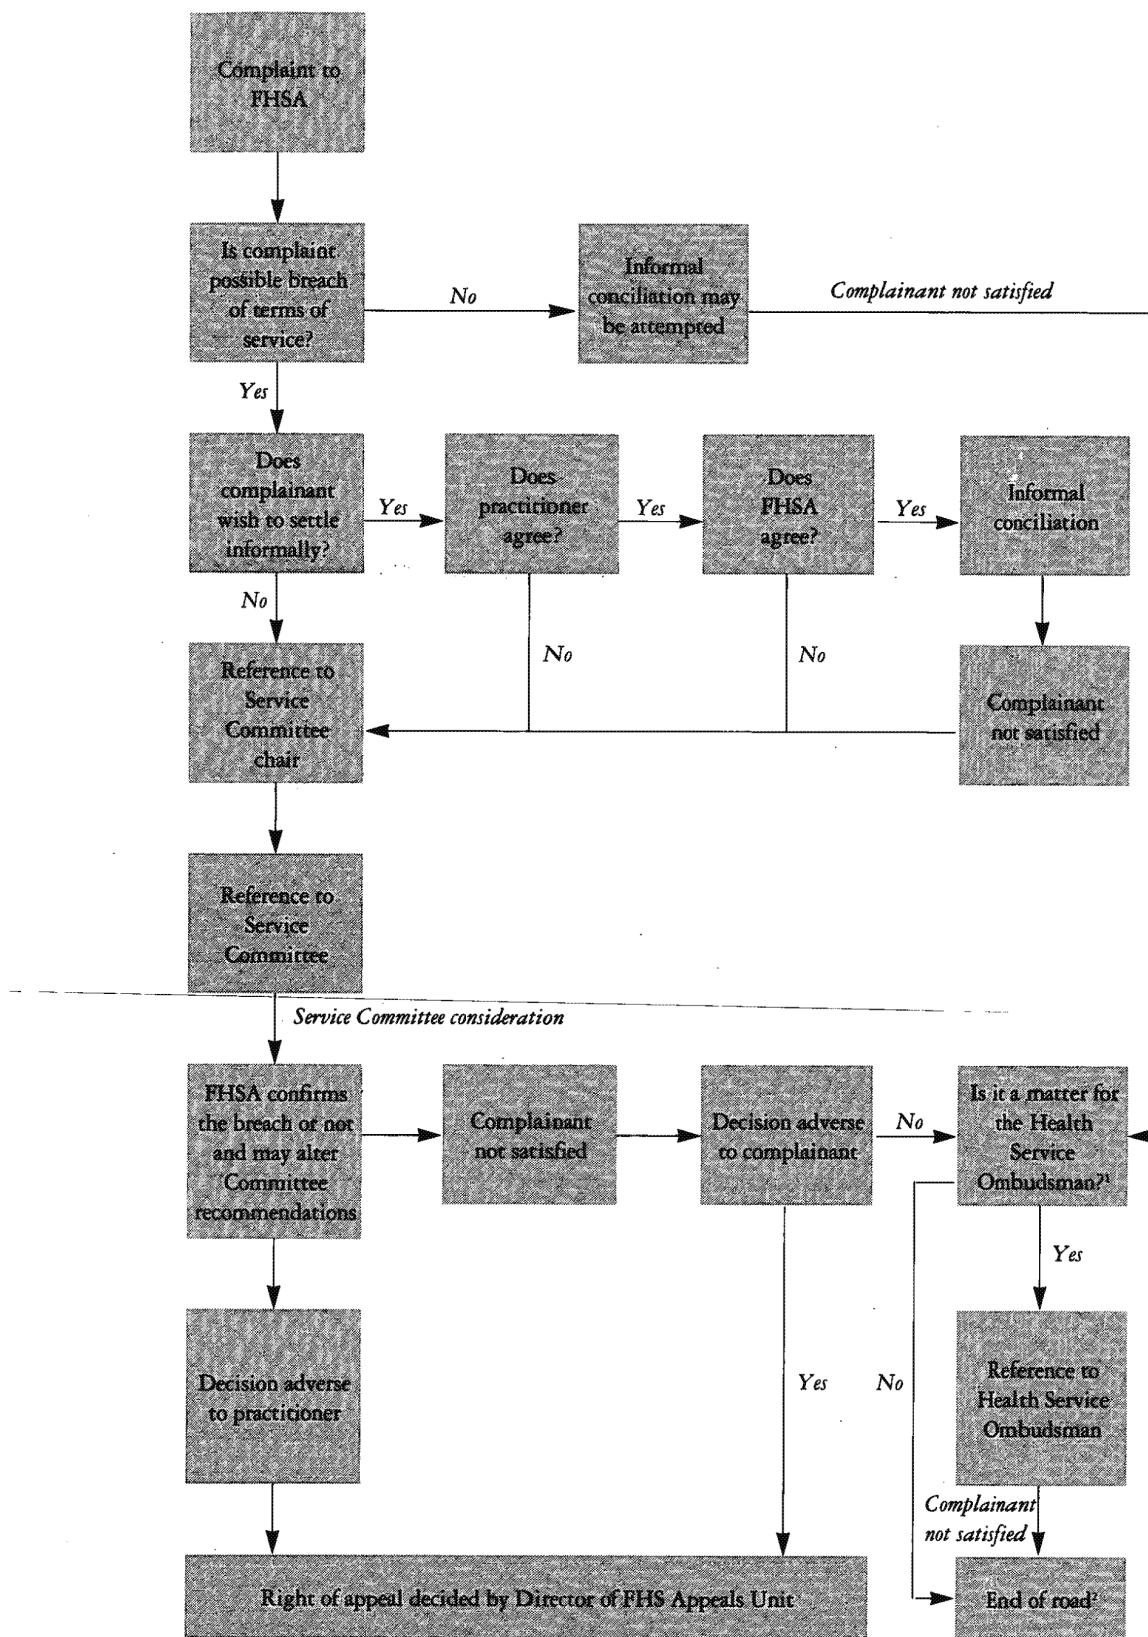 Complaint to
FHSA
Is complaint
possible breach
of terms of
service?
No
Informal
conciliation may
be attempted
Complainant not satisfied
Yes
Does
complainant
wish to settle
informally?
Yes
Does
practitioner
agree?
Yes
Does
FHSA
agree?
Yes
Informal
conciliation
No
No
No
Reference to
Service
Committee
chair
Complainant
not satisfied
Reference to
Service
Committee
Service Committee consideration
FHSA confirms
the breach or not
and may alter
Committee
recommendations
Complainant
not satisfied
Decision adverse
to complainant
No
Is it a matter for
the Health
Service
Ombudsman?¹
Yes
Decision adverse
to practitioner
Yes
No
Reference to
Health Service
Ombudsman
Complainant
not satisfied
Right of appeal decided by Director of FHS Appeals Unit
End of road²